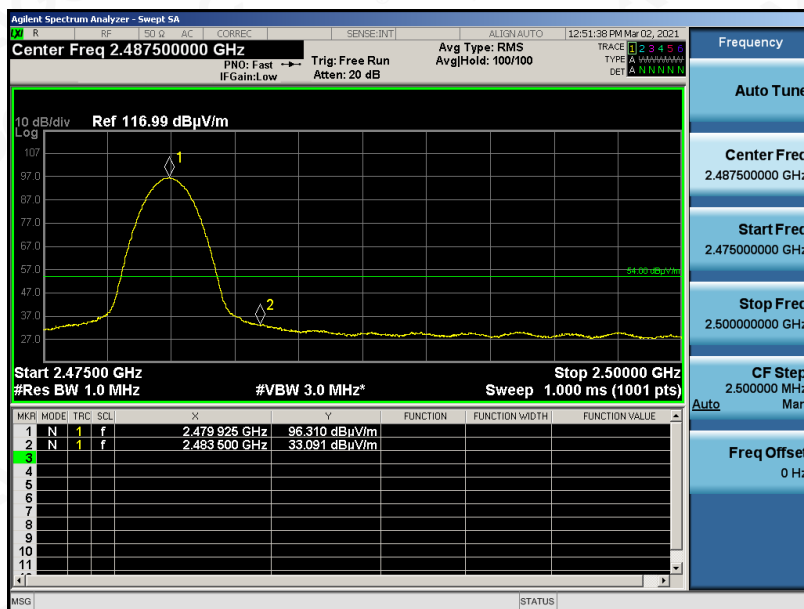 Agilent Spectrum Analyzer - Swept SA
LXI R RF 50 Ω AC CORREC SENSE:INT ALIGN AUTO 12:51:38 PM Mar 02, 2021
Center Freq 2.487500000 GHz
PNO: Fast
IFGain:Low
Trig: Free Run
Atten: 20 dB
Avg Type: RMS
Avg|Hold: 100/100
TRACE 1 2 3 4 5 6
TYPE A WWWWW
DET A N N N N N
10 dB/div Ref 116.99 dBµV/m
Log
107
97.0
87.0
77.0
67.0
57.0
47.0
37.0
27.0
1
2
54.00 dBµV/m
Start 2.47500 GHz Stop 2.50000 GHz
#Res BW 1.0 MHz #VBW 3.0 MHz* Sweep 1.000 ms (1001 pts)
MKR MODE TRC SCL X Y FUNCTION FUNCTION WIDTH FUNCTION VALUE
1 N 1 f 2.479 925 GHz 96.310 dBµV/m
2 N 1 f 2.483 500 GHz 33.091 dBµV/m
3
4
5
6
7
8
9
10
11
MSG STATUS
Frequency
Auto Tune
Center Freq
2.487500000 GHz
Start Freq
2.475000000 GHz
Stop Freq
2.500000000 GHz
CF Step
2.500000 MHz
Auto Man
Freq Offset
0 Hz